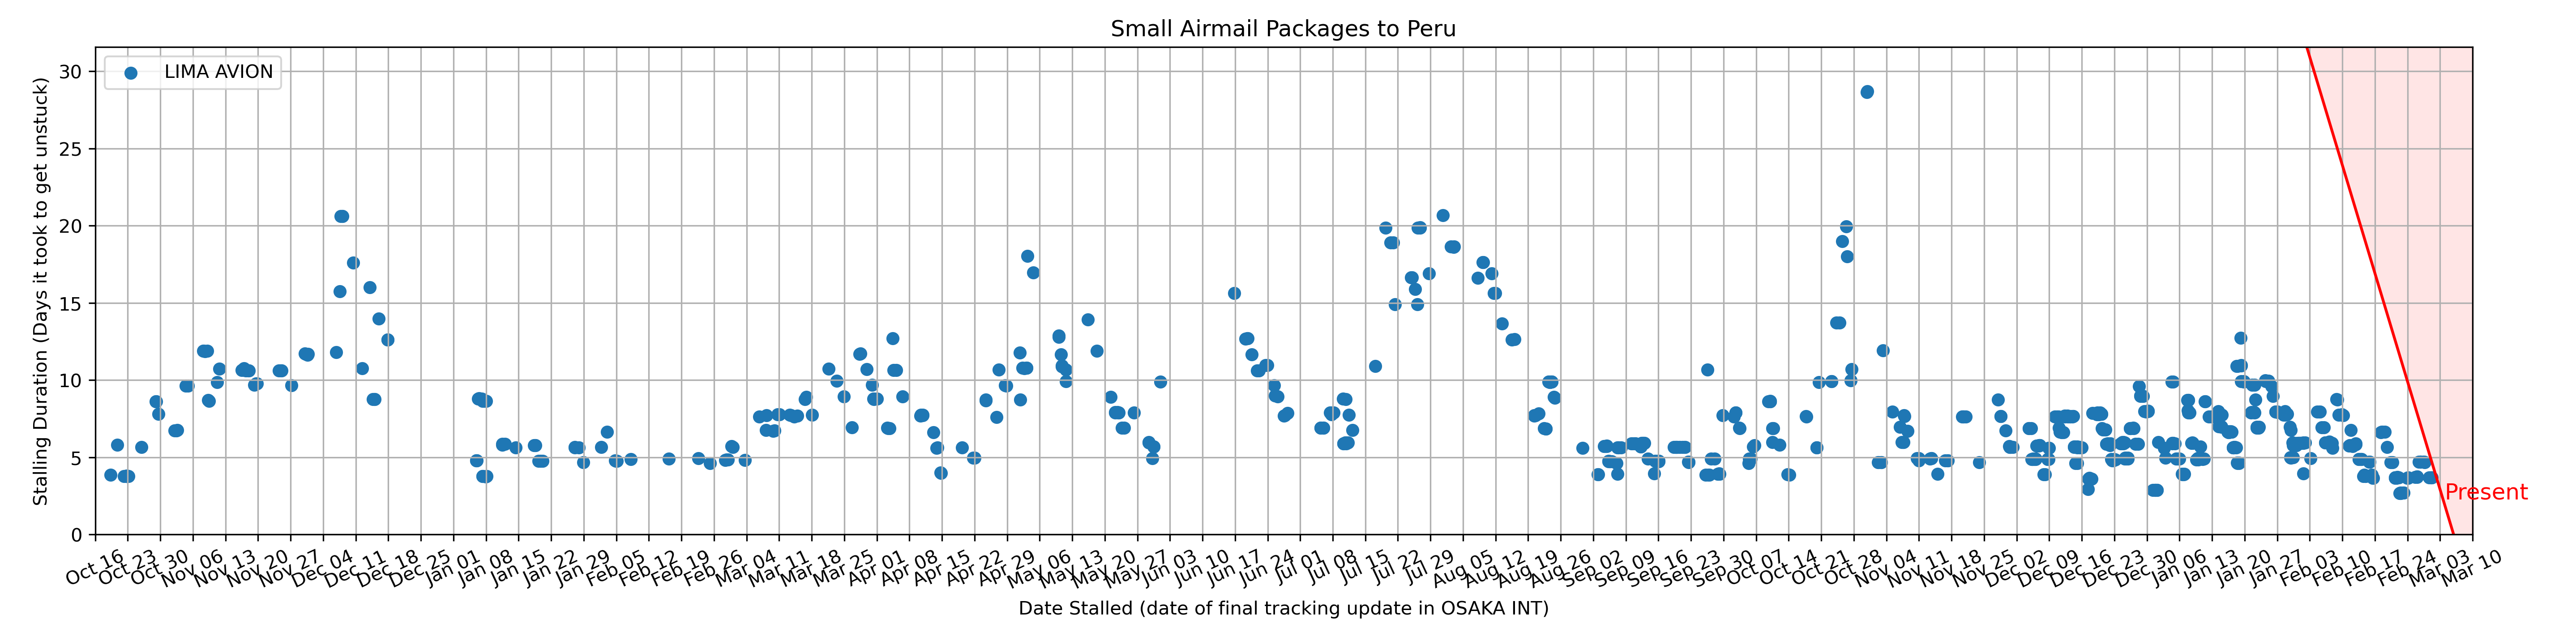 Small Airmail Packages to Peru
LIMA AVION
Stalling Duration (Days it took to get unstuck)
30
25
20
15
10
5
0
Present
Oct 16 Oct 23 Oct 30 Nov 06 Nov 13 Nov 20 Nov 27 Dec 04 Dec 11 Dec 18 Dec 25 Jan 01 Jan 08 Jan 15 Jan 22 Jan 29 Feb 05 Feb 12 Feb 19 Feb 26 Mar 04 Mar 11 Mar 18 Mar 25 Apr 01 Apr 08 Apr 15 Apr 22 Apr 29 May 06 May 13 May 20 May 27 Jun 03 Jun 10 Jun 17 Jun 24 Jul 01 Jul 08 Jul 15 Jul 22 Jul 29 Aug 05 Aug 12 Aug 19 Aug 26 Sep 02 Sep 09 Sep 16 Sep 23 Sep 30 Oct 07 Oct 14 Oct 21 Oct 28 Nov 04 Nov 11 Nov 18 Nov 25 Dec 02 Dec 09 Dec 16 Dec 23 Dec 30 Jan 06 Jan 13 Jan 20 Jan 27 Feb 03 Feb 10 Feb 17 Feb 24 Mar 03 Mar 10
Date Stalled (date of final tracking update in OSAKA INT)